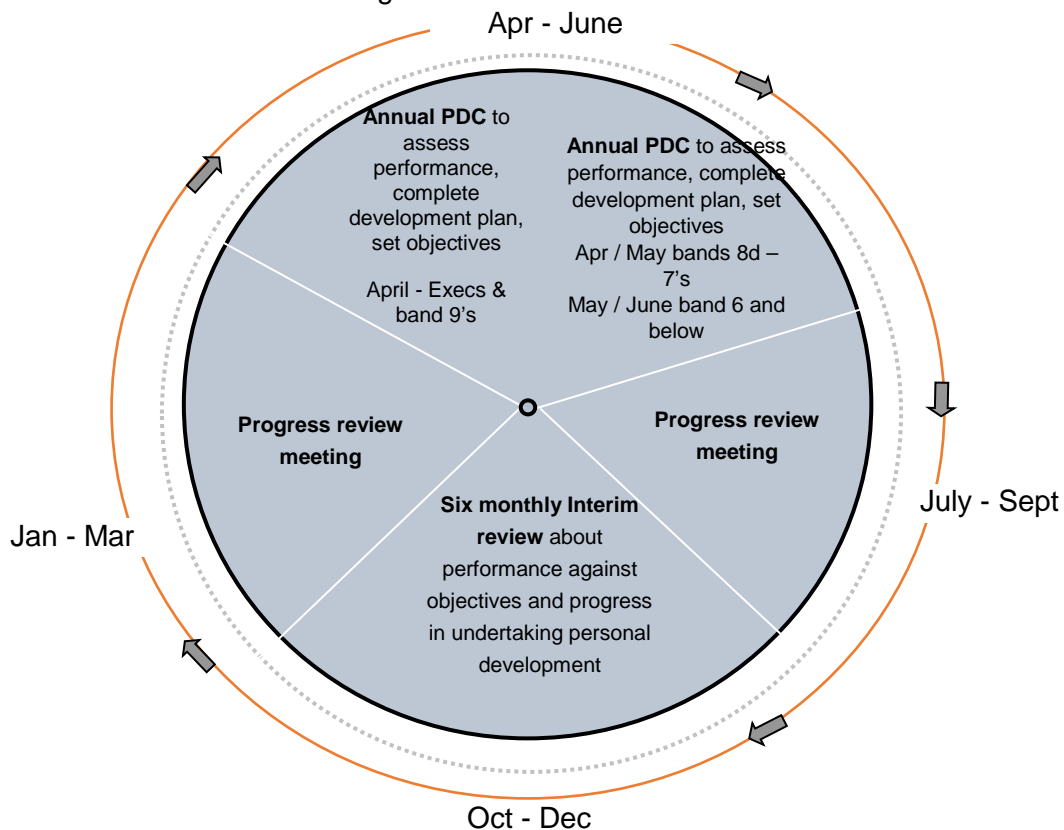 Apr - June
Annual PDC to
assess
performance,
complete
development plan,
set objectives
April - Execs &
band 9's
Annual PDC to assess
performance, complete
development plan, set
objectives
Apr / May bands 8d –
7's
May / June band 6 and
below
Progress review
meeting
July - Sept
Six monthly Interim
review about
performance against
objectives and progress
in undertaking personal
development
Oct - Dec
Progress review
meeting
Jan - Mar